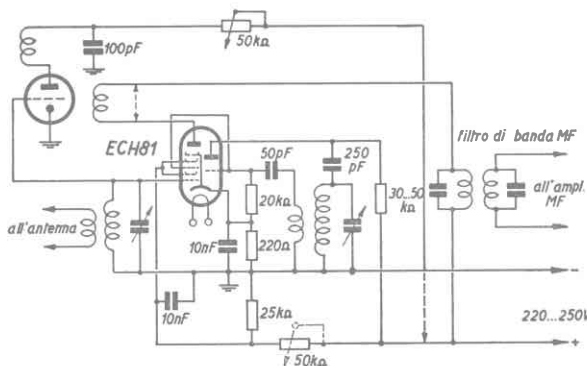 50kΩ
100pF
ECH81
filtro di banda MF
50pF
250
pF
20kΩ
30...50
kΩ
all'ampl.
MF
all'antenna
10nF
220Ω
10nF
25kΩ
220...250V
50kΩ